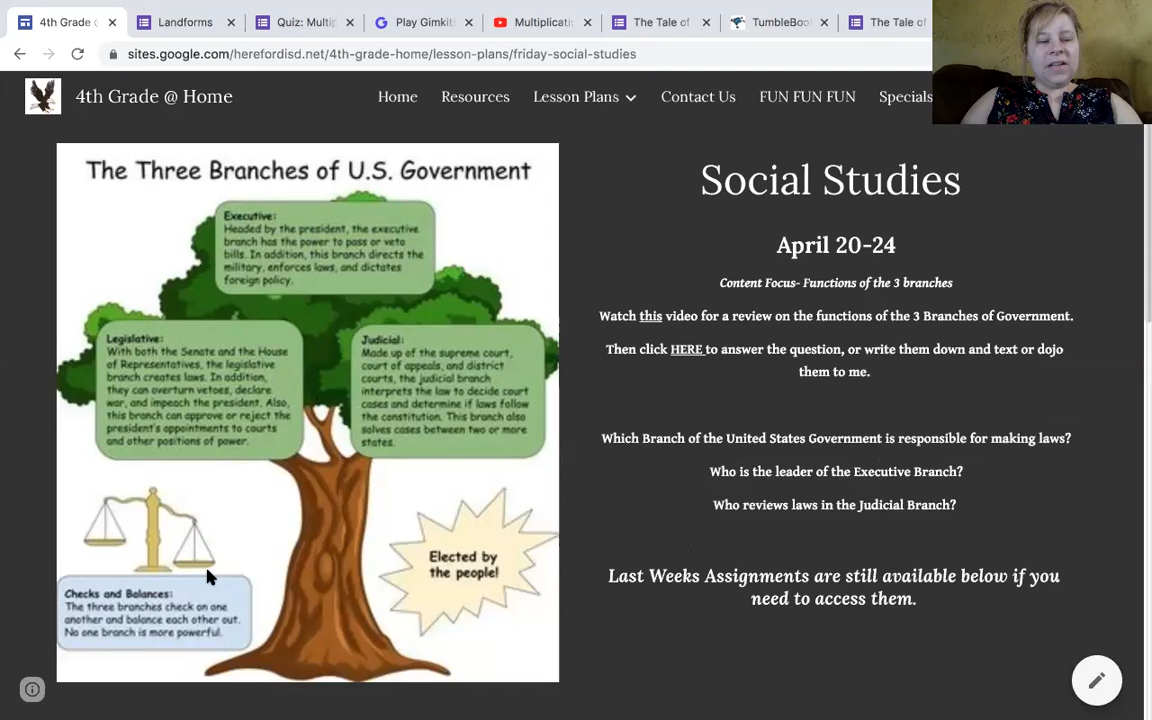 4th Grade
Landforms
Quiz: Multip
Play Gimkit
Multiplicati
The Tale of
TumbleBoo
The Tale of
sites.google.com/herefordisd.net/4th-grade-home/lesson-plans/friday-social-studies
4th Grade @ Home
Home
Resources
Lesson Plans
Contact Us
FUN FUN FUN
Specials
The Three Branches of U.S. Government
Executive:
Headed by the president, the executive
branch has the power to pass or veto
bills. In addition, this branch directs the
military, enforces laws, and dictates
foreign policy.
Legislative:
With both the Senate and the House
of Representatives, the legislative
branch creates laws. In addition,
they can overturn vetoes, declare
war, and impeach the president. Also,
this branch can approve or reject the
president's appointments to courts
and other positions of power.
Judicial:
Made up of the supreme court,
court of appeals, and district
courts, the judicial branch
interprets the law to decide court
cases and determine if laws follow
the constitution. This branch also
solves cases between two or more
states.
Elected by
the people!
Checks and Balances:
The three branches check on one
another and balance each other out.
No one branch is more powerful.
Social Studies
April 20-24
Content Focus- Functions of the 3 branches
Watch this video for a review on the functions of the 3 Branches of Government.
Then click HERE to answer the question, or write them down and text or dojo
them to me.
Which Branch of the United States Government is responsible for making laws?
Who is the leader of the Executive Branch?
Who reviews laws in the Judicial Branch?
Last Weeks Assignments are still available below if you
need to access them.